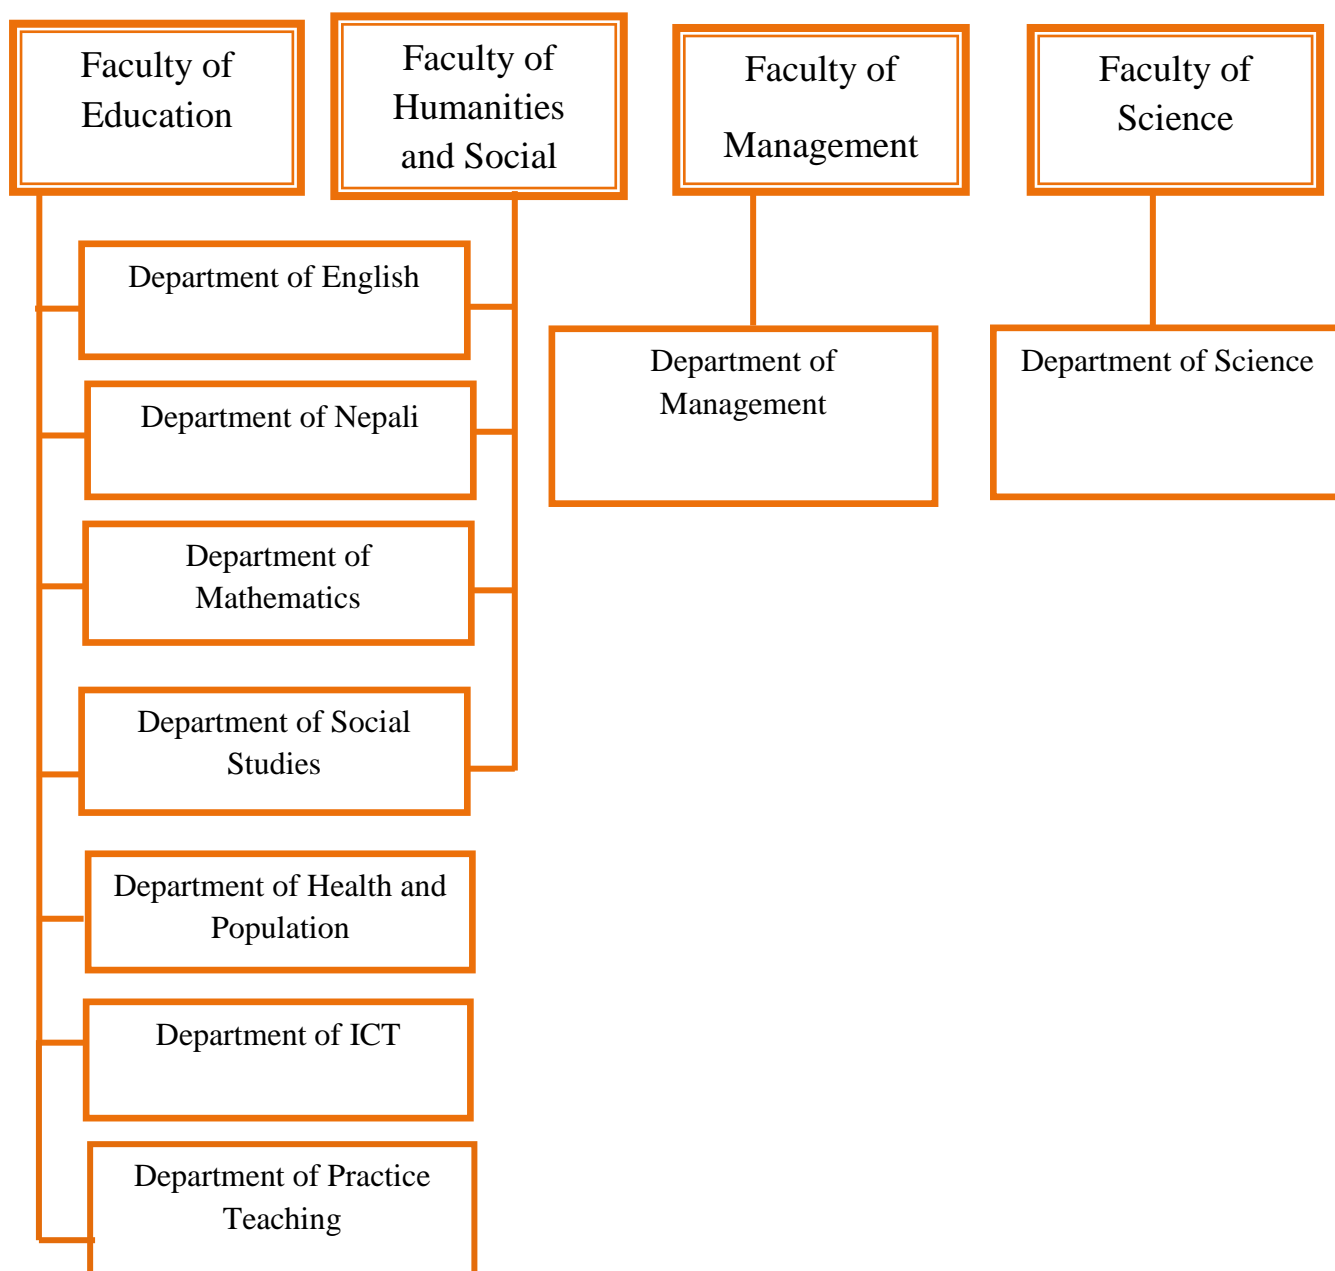 Faculty of
Education
Faculty of
Humanities
and Social
Faculty of
Management
Faculty of
Science
Department of English
Department of Nepali
Department of
Mathematics
Department of Social
Studies
Department of Health and
Population
Department of ICT
Department of Practice
Teaching
Department of
Management
Department of Science